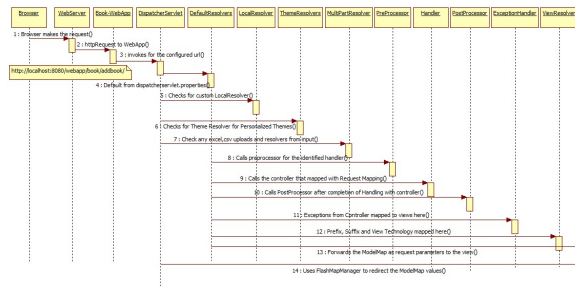 Browser
WebServer
Book-WebApp
DispatcherServlet
DefaultResolvers
LocalResolver
ThemeResolvers
MultiPartResolver
PreProcessor
Handler
PostProcessor
ExceptionHandler
ViewResolver
1 : Browser makes the request()
2 : httpRequest to WebApp()
3 : invokes for the configured url()
http://localhost:8080/webapp/book/addbook/
4 : Default from dispatcherservlet.properties()
5 : Checks for custom LocalResolver()
6 : Checks for Theme Resolver for Personalized Themes()
7 : Check any excel,csv uploads and resolvers from input()
8 : Calls preprocessor for the identified handler()
9 : Calls the controller that mapped with Request Mapping()
10 : Calls PostProcessor after completion of Handling with controller()
11 : Exceptions from Controller mapped to views here()
12 : Prefix, Suffix and View Technology mapped here()
13 : Forwards the ModelMap as request parameters to the view()
14 : Uses FlashMapManager to redirect the ModelMap values()